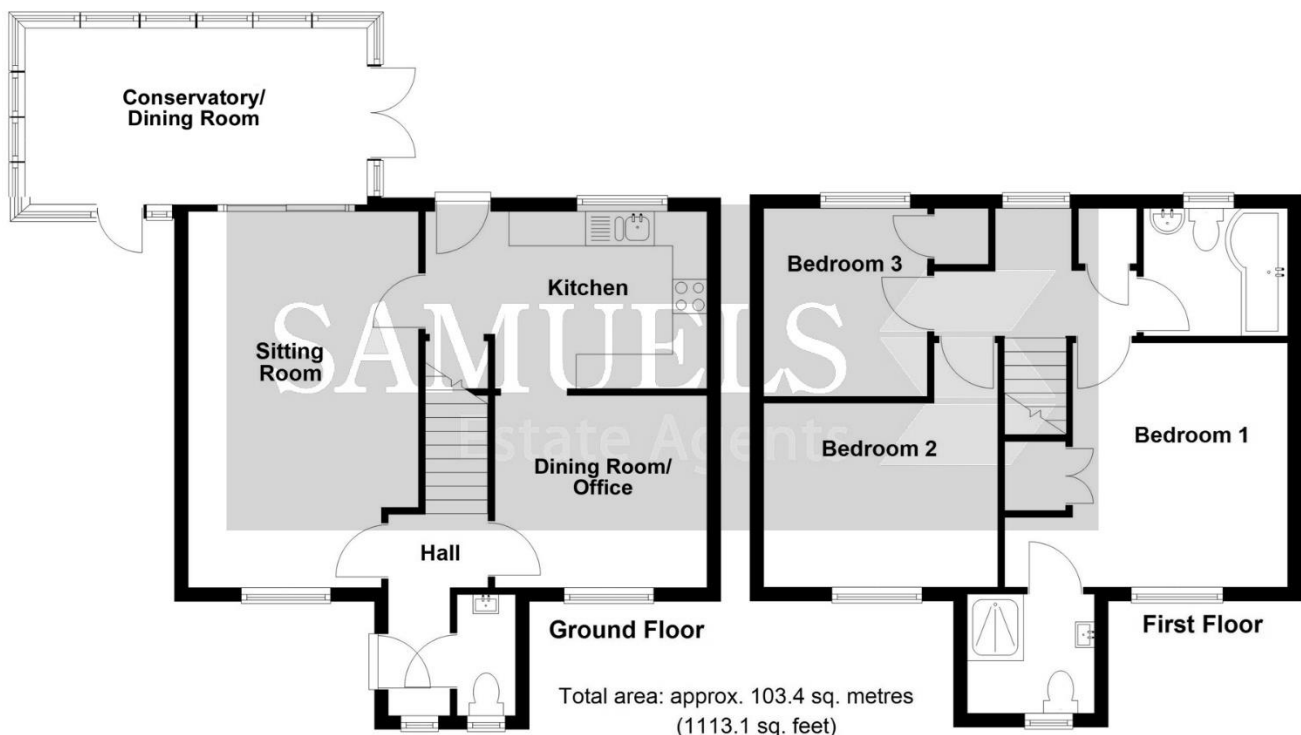 Conservatory/
Dining Room
Sitting
Room
Kitchen
Dining Room/
Office
Hall
Ground Floor
Bedroom 3
Bedroom 2
Bedroom 1
First Floor
SAMUELS
Estate Agents
Total area: approx. 103.4 sq. metres
(1113.1 sq. feet)